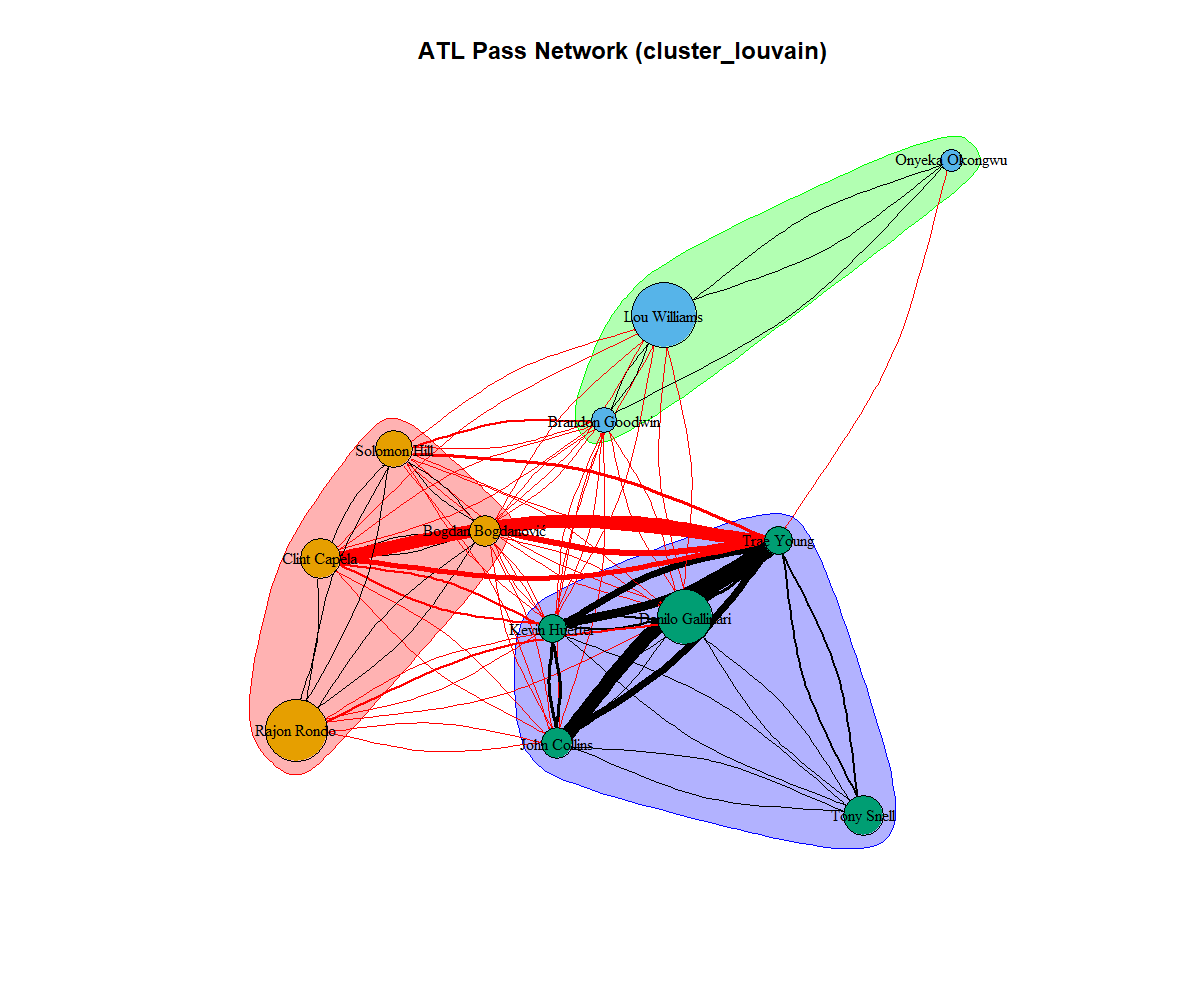 ATL Pass Network (cluster_louvain)
Onyeka Okongwu
Lou Williams
Brandon Goodwin
Solomon Hill
Bogdan Bogdanović
Trae Young
Clint Capela
Danilo Gallinari
Kevin Huerter
Rajon Rondo
John Collins
Tony Snell